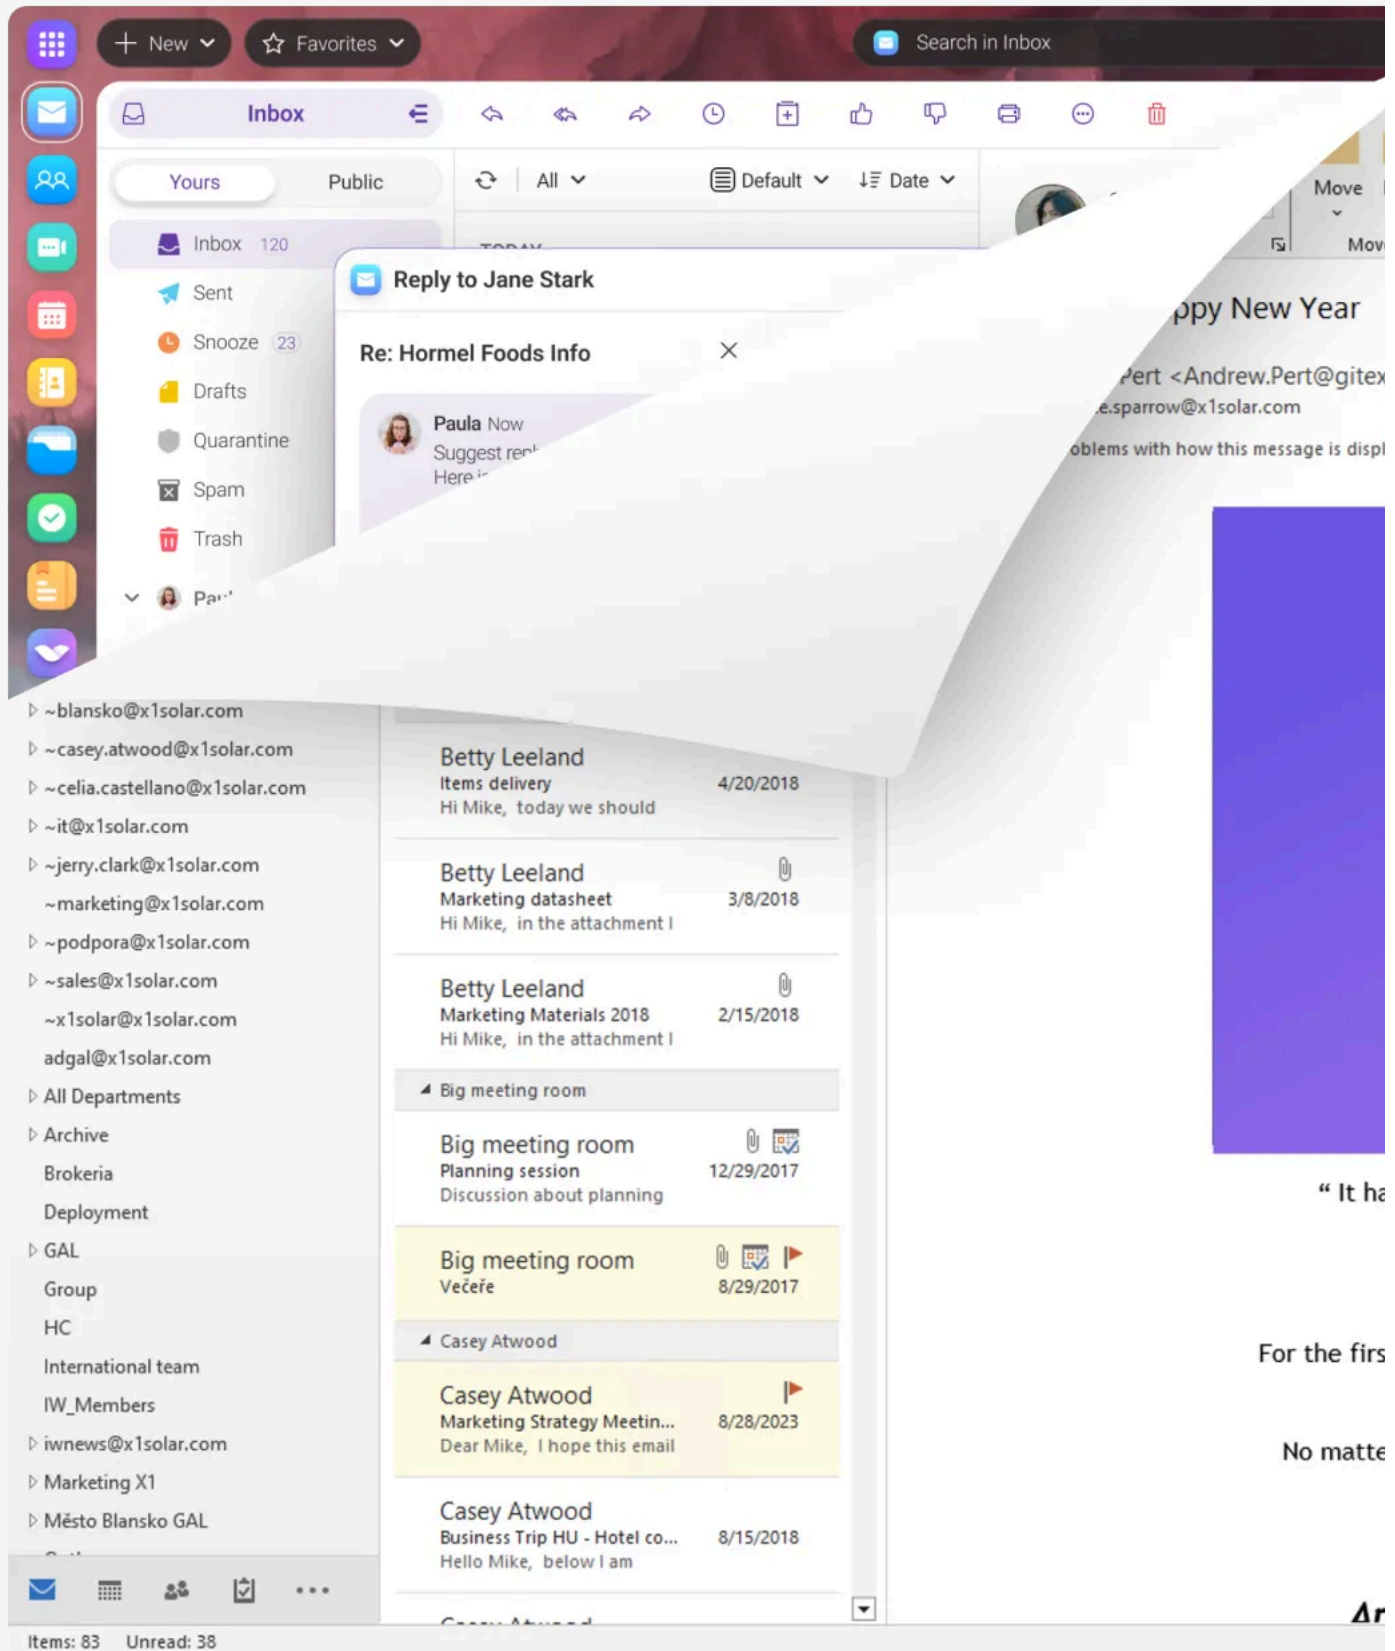 New
Favorites
Search in Inbox
Inbox
Yours
Public
All
Default
Date
Move
Inbox 120
TODAY
Sent
Reply to Jane Stark
Snooze 23
Re: Hormel Foods Info
Happy New Year
Drafts
Pert <Andrew.Pert@gitex
e.sparrow@x1solar.com
Paula Now
Quarantine
Suggest
oblems with how this message is displ
Here
Spam
Trash
~blansko@x1solar.com
~casey.atwood@x1solar.com
~celia.castellano@x1solar.com
~it@x1solar.com
~jerry.clark@x1solar.com
~marketing@x1solar.com
~podpora@x1solar.com
~sales@x1solar.com
~x1solar@x1solar.com
adgal@x1solar.com
All Departments
Archive
Brokeria
Deployment
GAL
Group
HC
International team
IW_Members
iwnews@x1solar.com
Marketing X1
Město Blansko GAL
Betty Leeland
Items delivery 4/20/2018
Hi Mike, today we should
Betty Leeland
Marketing datasheet 3/8/2018
Hi Mike, in the attachment I
Betty Leeland
Marketing Materials 2018 2/15/2018
Hi Mike, in the attachment I
Big meeting room
Big meeting room
Planning session 12/29/2017
Discussion about planning
Big meeting room
Večeře 8/29/2017
Casey Atwood
Casey Atwood
Marketing Strategy Meetin... 8/28/2023
Dear Mike, I hope this email
Casey Atwood
Business Trip HU - Hotel co... 8/15/2018
Hello Mike, below I am
“ It ha
For the firs
No matte
Items: 83 Unread: 38